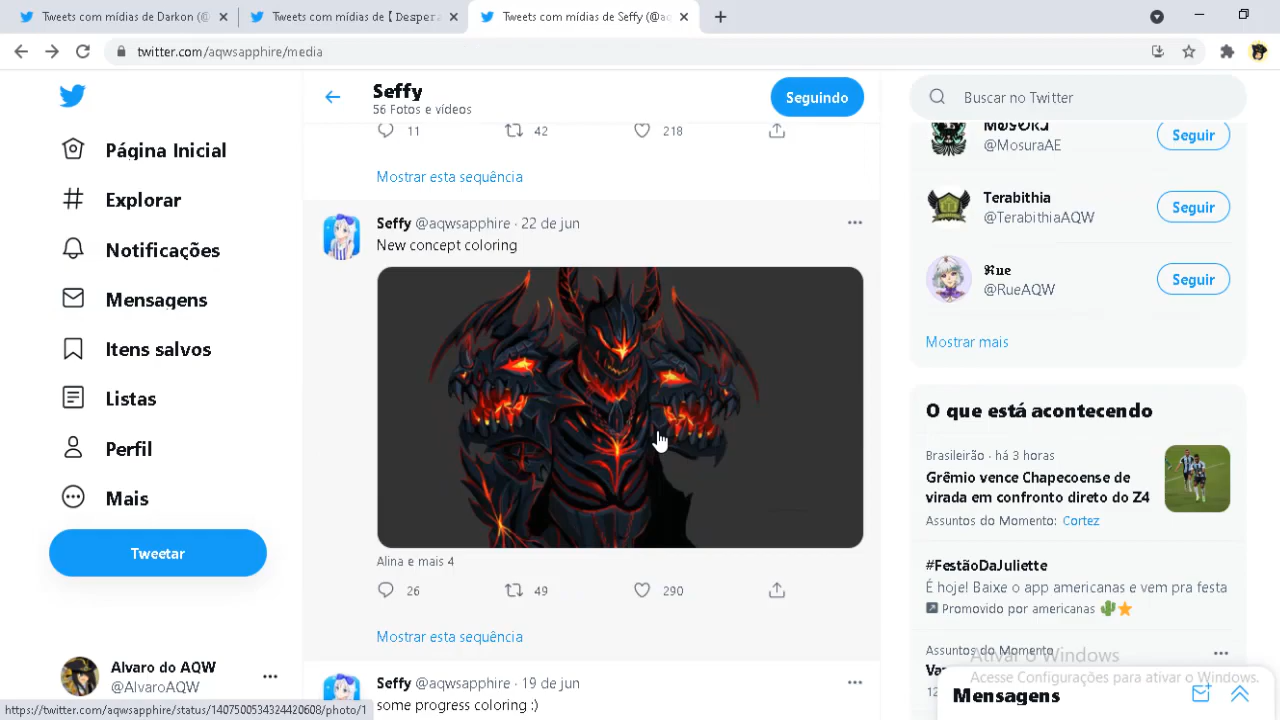 Tweets com mídias de Darkon (@
Tweets com mídias de【Desper
Tweets com mídias de Seffy (@aq
twitter.com/aqwsapphire/media
Página Inicial
Explorar
Notificações
Mensagens
Itens salvos
Listas
Perfil
Mais
Tweetar
Alvaro do AQW
@AlvaroAQW
https://twitter.com/aqwsapphire/status/1407500534424420608/photo/1
Seffy
56 Fotos e vídeos
Seguindo
11 42 218
Mostrar esta sequência
Seffy @aqwsapphire · 22 de jun
New concept coloring
Alina e mais 4
26 49 290
Mostrar esta sequência
Seffy @aqwsapphire · 19 de jun
some progress coloring :)
Buscar no Twitter
@MosuraAE
Seguir
Terabithia
@TerabithiaAQW
Seguir
ℜue
@RueAQW
Seguir
Mostrar mais
O que está acontecendo
Brasileirão · há 3 horas
Grêmio vence Chapecoense de
virada em confronto direto do Z4
Assuntos do Momento: Cortez
#FestãoDaJuliette
É hoje! Baixe o app americanas e vem pra festa
Promovido por americanas 🌵⭐
Assuntos do Momento
Ativar o Windows
Acesse Configurações para ativar o Windows.
Mensagens